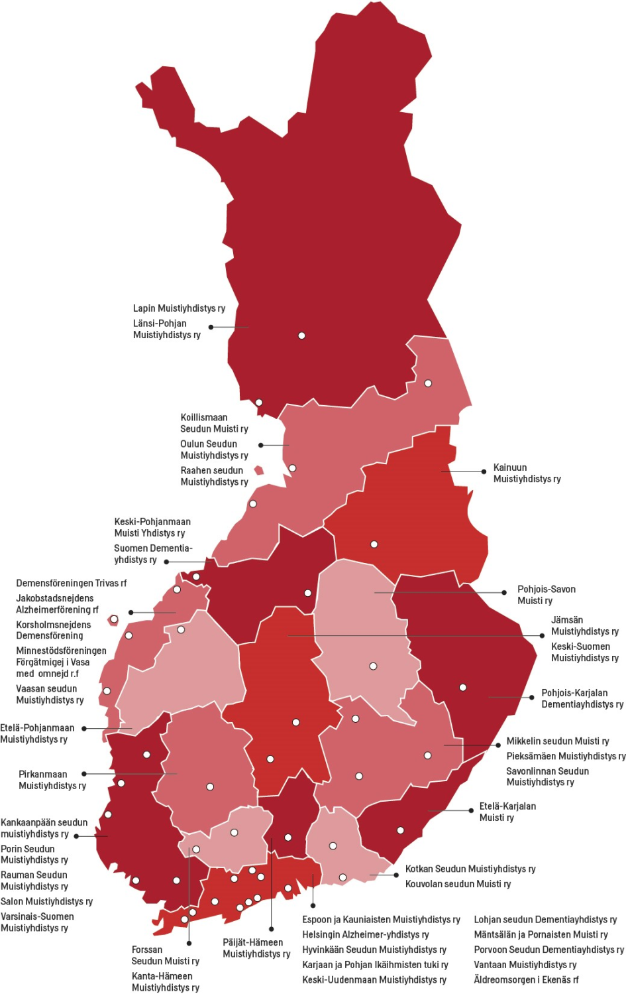 Lapin Muistiyhdistys ry
Länsi-Pohjan
Muistiyhdistys ry
Koillismaan
Seudun Muisti ry
Oulun Seudun
Muistiyhdistys ry
Raahen seudun
Muistiyhdistys ry
Kainuun
Muistiyhdistys ry
Keski-Pohjanmaan
Muisti Yhdistys ry
Suomen Dementia-
yhdistys ry
Demensföreningen Trivas rf
Jakobstadsnejdens
Alzheimerförening rf
Korsholmsnejdens
Demensförening
Minnestödsföreningen
Förgätmigej i Vasa
med omnejd r.f
Vaasan seudun
Muistiyhdistys ry
Pohjois-Savon
Muisti ry
Jämsän
Muistiyhdistys ry
Keski-Suomen
Muistiyhdistys ry
Pohjois-Karjalan
Dementiayhdistys ry
Etelä-Pohjanmaan
Muistiyhdistys ry
Mikkelin seudun Muisti ry
Pieksämäen Muistiyhdistys ry
Savonlinnan Seudun
Muistiyhdistys ry
Pirkanmaan
Muistiyhdistys ry
Etelä-Karjalan
Muisti ry
Kankaanpään seudun
muistiyhdistys ry
Porin Seudun
Muistiyhdistys ry
Rauman Seudun
Muistiyhdistys ry
Salon Muistiyhdistys ry
Varsinais-Suomen
Muistiyhdistys ry
Kotkan Seudun Muistiyhdistys ry
Kouvolan seudun Muisti ry
Forssan
Seudun Muisti ry
Kanta-Hämeen
Muistiyhdistys ry
Päijät-Hämeen
Muistiyhdistys ry
Espoon ja Kauniaisten Muistiyhdistys ry
Helsingin Alzheimer-yhdistys ry
Hyvinkään Seudun Muistiyhdistys ry
Karjaan ja Pohjan Ikäihmisten tuki ry
Keski-Uudenmaan Muistiyhdistys ry
Lohjan seudun Dementiayhdistys ry
Mäntsälän ja Pornaisten Muisti ry
Porvoon Seudun Dementiayhdistys ry
Vantaan Muistiyhdistys ry
Äldreomsorgen i Ekenäs rf